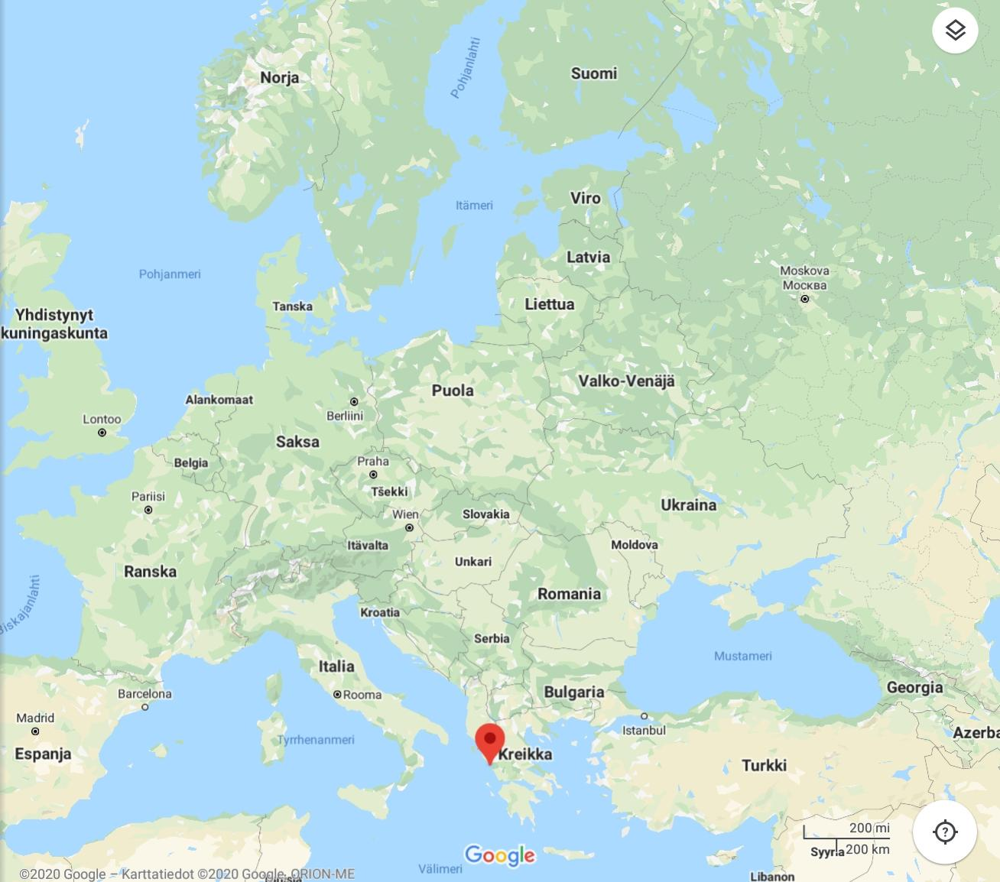 Norja
Pohjanlahti
Suomi
Viro
Itämeri
Latvia
Pohjanmeri
Moskova
Москва
Tanska
Liettua
Yhdistynyt
kuningaskunta
Valko-Venäjä
Puola
Alankomaat
Berliini
Lontoo
Saksa
Belgia
Praha
Tšekki
Pariisi
Ukraina
Wien
Slovakia
Itävalta
Moldova
Unkari
Ranska
Romania
Biskajanlahti
Kroatia
Serbia
Mustameri
Italia
Georgia
Bulgaria
Barcelona
Rooma
Madrid
Istanbul
Azerba
Tyrrhenanmeri
Espanja
Kreikka
Turkki
200 mi
200 km
Syyria
Google
Välimeri
©2020 Google – Karttatiedot ©2020 Google, ORION-ME
Libanon
?